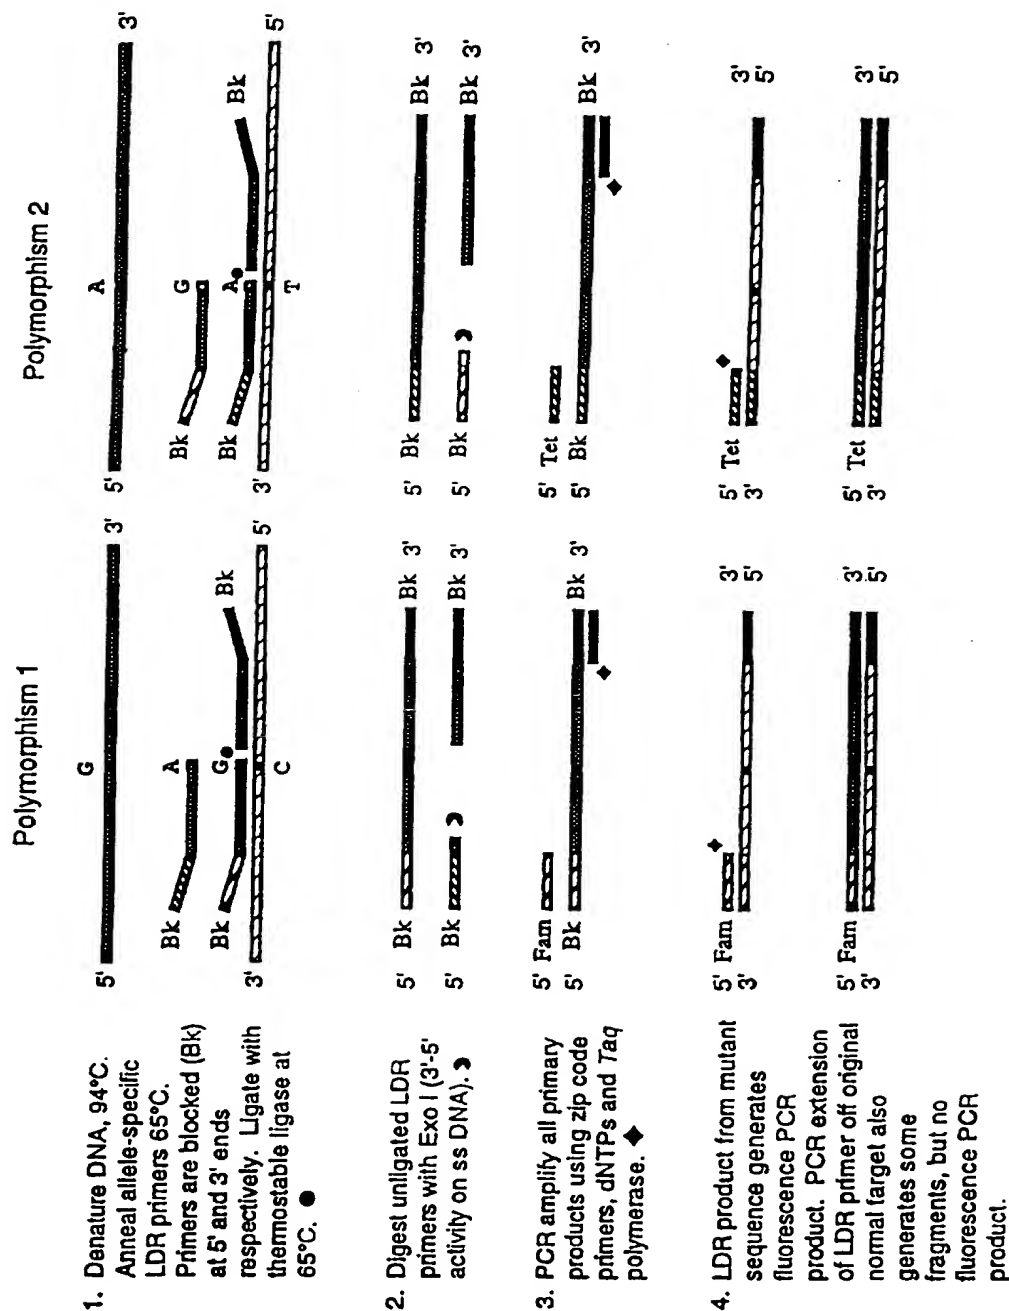 Polymorphism 1
Polymorphism 2
1. Denature DNA, 94°C.
Anneal allele-specific
LDR primers 65°C.
Primers are blocked (Bk)
at 5' and 3' ends
respectively. Ligate with
thermostable ligase at
65°C. ●
5' G 3'
Bk A
Bk G Bk
3' C 5'
5' A 3'
Bk G
Bk A Bk
3' T 5'
2. Digest unligated LDR
primers with Exo I (3'-5'
activity on ss DNA).
5' Bk Bk 3'
5' Bk Bk 3'
5' Bk Bk 3'
5' Bk Bk 3'
3. PCR amplify all primary
products using zip code
primers, dNTPs and Taq
polymerase. ◆
5' Fam
5' Bk Bk 3'
5' Tet
5' Bk Bk 3'
4. LDR product from mutant
sequence generates
fluorescence PCR
product. PCR extension
of LDR primer off original
normal target also
generates some
fragments, but no
fluorescence PCR
product.
5' Fam 3'
3' 5'
5' Fam 3'
3' 5'
5' Tet 3'
3' 5'
5' Tet 3'
3' 5'